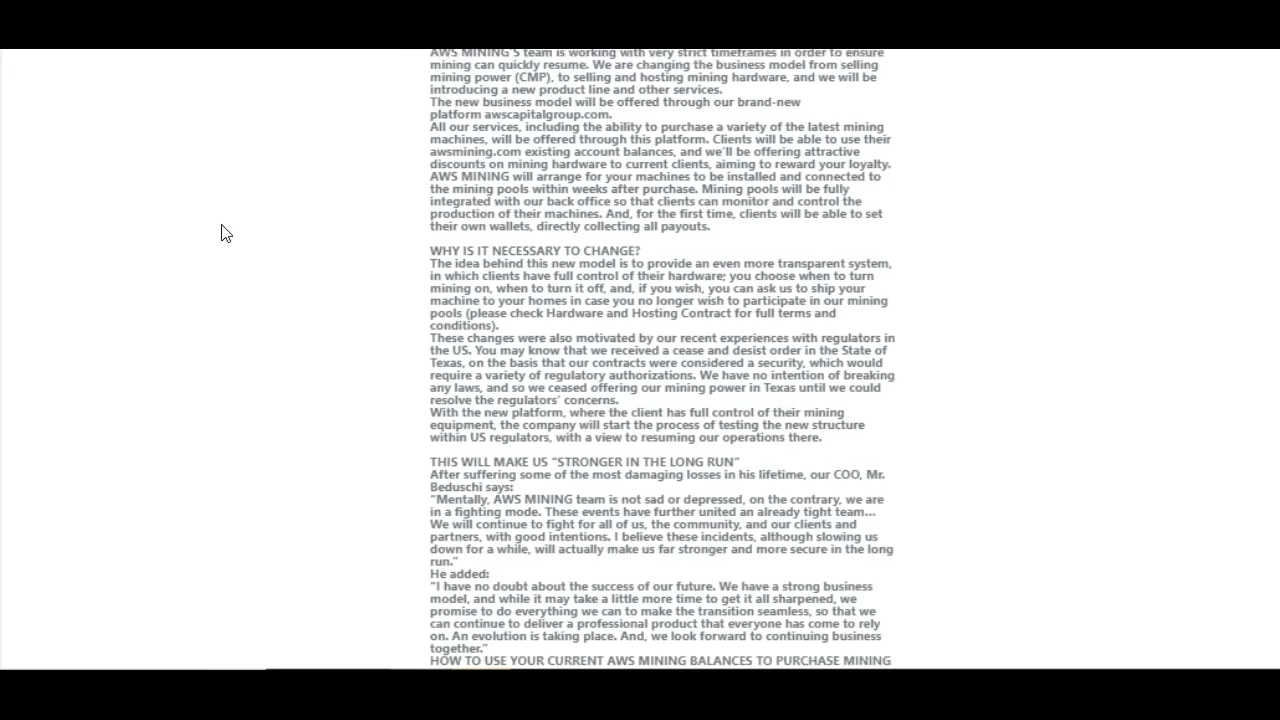 AWS MINING'S team is working with very strict timeframes in order to ensure
mining can quickly resume. We are changing the business model from selling
mining power (CMP), to selling and hosting mining hardware, and we will be
introducing a new product line and other services.
The new business model will be offered through our brand-new
platform awscapitalgroup.com.
All our services, including the ability to purchase a variety of the latest mining
machines, will be offered through this platform. Clients will be able to use their
awsmining.com existing account balances, and we'll be offering attractive
discounts on mining hardware to current clients, aiming to reward your loyalty.
AWS MINING will arrange for your machines to be installed and connected to
the mining pools within weeks after purchase. Mining pools will be fully
integrated with our back office so that clients can monitor and control the
production of their machines. And, for the first time, clients will be able to set
their own wallets, directly collecting all payouts.
WHY IS IT NECESSARY TO CHANGE?
The idea behind this new model is to provide an even more transparent system,
in which clients have full control of their hardware; you choose when to turn
mining on, when to turn it off, and, if you wish, you can ask us to ship your
machine to your homes in case you no longer wish to participate in our mining
pools (please check Hardware and Hosting Contract for full terms and
conditions).
These changes were also motivated by our recent experiences with regulators in
the US. You may know that we received a cease and desist order in the State of
Texas, on the basis that our contracts were considered a security, which would
require a variety of regulatory authorizations. We have no intention of breaking
any laws, and so we ceased offering our mining power in Texas until we could
resolve the regulators' concerns.
With the new platform, where the client has full control of their mining
equipment, the company will start the process of testing the new structure
within US regulators, with a view to resuming our operations there.
THIS WILL MAKE US “STRONGER IN THE LONG RUN”
After suffering some of the most damaging losses in his lifetime, our COO, Mr.
Beduschi says:
“Mentally, AWS MINING team is not sad or depressed, on the contrary, we are
in a fighting mode. These events have further united an already tight team...
We will continue to fight for all of us, the community, and our clients and
partners, with good intentions. I believe these incidents, although slowing us
down for a while, will actually make us far stronger and more secure in the long
run.”
He added:
“I have no doubt about the success of our future. We have a strong business
model, and while it may take a little more time to get it all sharpened, we
promise to do everything we can to make the transition seamless, so that we
can continue to deliver a professional product that everyone has come to rely
on. An evolution is taking place. And, we look forward to continuing business
together.”
HOW TO USE YOUR CURRENT AWS MINING BALANCES TO PURCHASE MINING